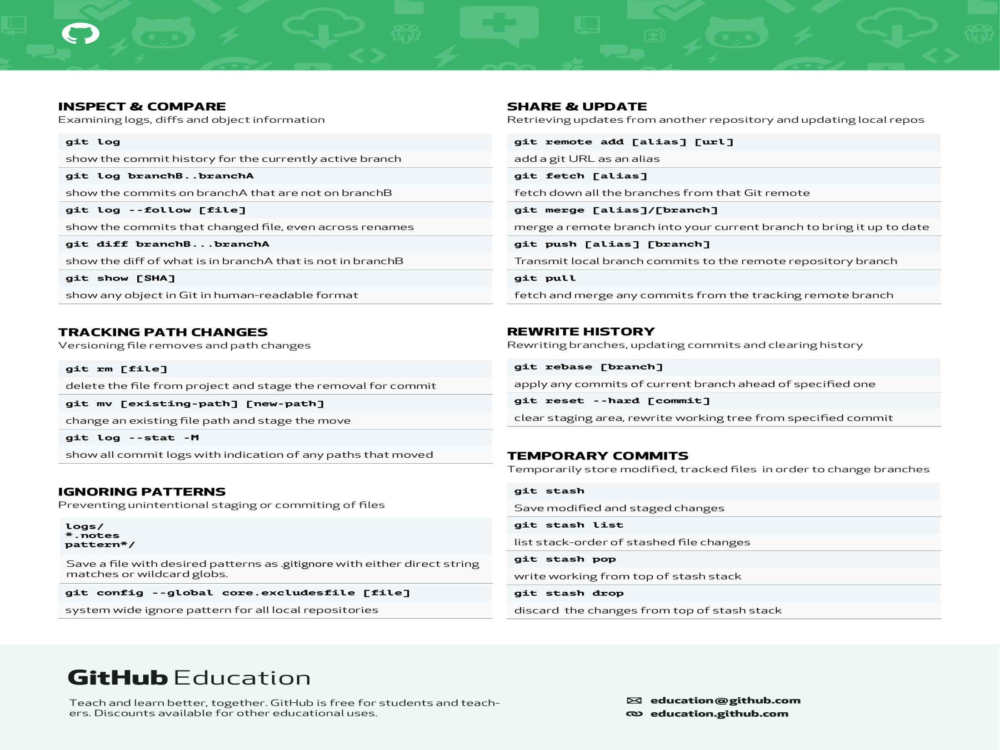 INSPECT & COMPARE
Examining logs, diffs and object information
git log
show the commit history for the currently active branch
git log branchB..branchA
show the commits on branchA that are not on branchB
git log --follow [file]
show the commits that changed file, even across renames
git diff branchB...branchA
show the diff of what is in branchA that is not in branchB
git show [SHA]
show any object in Git in human-readable format
TRACKING PATH CHANGES
Versioning file removes and path changes
git rm [file]
delete the file from project and stage the removal for commit
git mv [existing-path] [new-path]
change an existing file path and stage the move
git log --stat -M
show all commit logs with indication of any paths that moved
IGNORING PATTERNS
Preventing unintentional staging or commiting of files
logs/
*.notes
pattern*/
Save a file with desired patterns as .gitignore with either direct string
matches or wildcard globs.
git config --global core.excludesfile [file]
system wide ignore pattern for all local repositories
SHARE & UPDATE
Retrieving updates from another repository and updating local repos
git remote add [alias] [url]
add a git URL as an alias
git fetch [alias]
fetch down all the branches from that Git remote
git merge [alias]/[branch]
merge a remote branch into your current branch to bring it up to date
git push [alias] [branch]
Transmit local branch commits to the remote repository branch
git pull
fetch and merge any commits from the tracking remote branch
REWRITE HISTORY
Rewriting branches, updating commits and clearing history
git rebase [branch]
apply any commits of current branch ahead of specified one
git reset --hard [commit]
clear staging area, rewrite working tree from specified commit
TEMPORARY COMMITS
Temporarily store modified, tracked files in order to change branches
git stash
Save modified and staged changes
git stash list
list stack-order of stashed file changes
git stash pop
write working from top of stash stack
git stash drop
discard the changes from top of stash stack
GitHub Education
Teach and learn better, together. GitHub is free for students and teach-
ers. Discounts available for other educational uses.
education@github.com
education.github.com